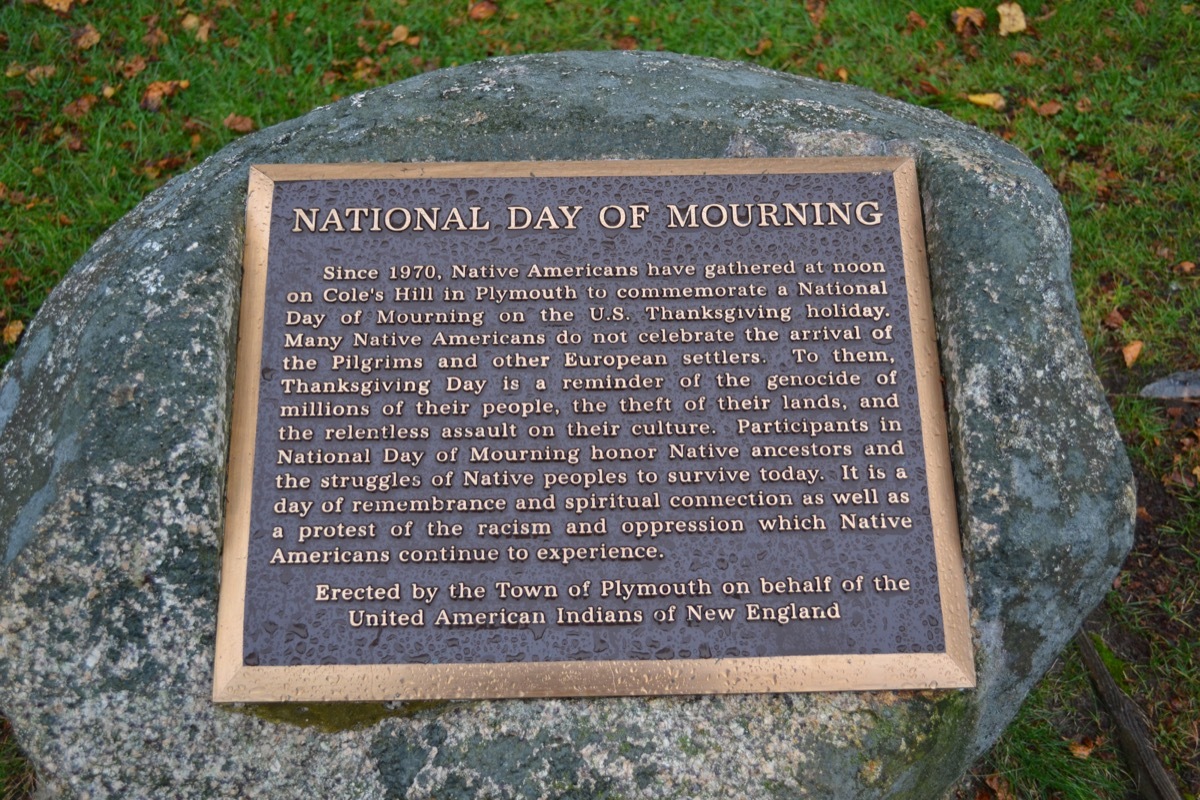 NATIONAL DAY OF MOURNING
Since 1970, Native Americans have gathered at noon
on Cole's Hill in Plymouth to commemorate a National
Day of Mourning on the U.S. Thanksgiving holiday.
Many Native Americans do not celebrate the arrival of
the Pilgrims and other European settlers. To them,
Thanksgiving Day is a reminder of the genocide of
millions of their people, the theft of their lands, and
the relentless assault on their culture. Participants in
National Day of Mourning honor Native ancestors and
the struggles of Native peoples to survive today. It is a
day of remembrance and spiritual connection as well as
a protest of the racism and oppression which Native
Americans continue to experience.
Erected by the Town of Plymouth on behalf of the
United American Indians of New England